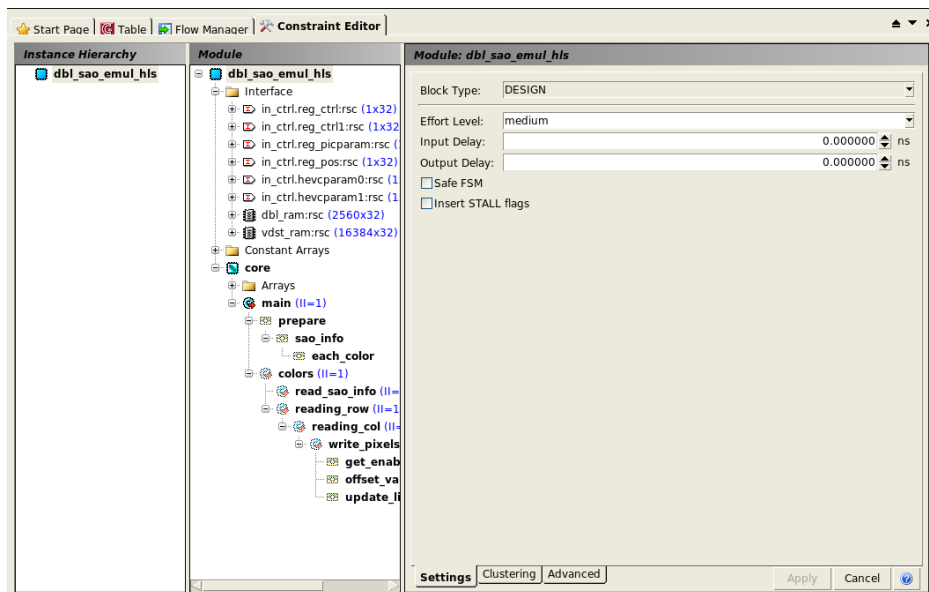 Start Page Table Flow Manager Constraint Editor
Instance Hierarchy
dbl_sao_emul_hls
Module
dbl_sao_emul_hls
Interface
in_ctrl.reg_ctrl:rsc (1x32)
in_ctrl.reg_ctrl1:rsc (1x32
in_ctrl.reg_picparam:rsc (
in_ctrl.reg_pos:rsc (1x32)
in_ctrl.hevcparam0:rsc (1
in_ctrl.hevcparam1:rsc (1
dbl_ram:rsc (2560x32)
vdst_ram:rsc (16384x32)
Constant Arrays
core
Arrays
main (II=1)
prepare
sao_info
each_color
colors (II=1)
read_sao_info (II=
reading_row (II=1
reading_col (II=
write_pixels
get_enab
offset_va
update_li
Module: dbl_sao_emul_hls
Block Type: DESIGN
Effort Level: medium
Input Delay: 0.000000 ns
Output Delay: 0.000000 ns
Safe FSM
Insert STALL flags
Settings Clustering Advanced
Apply Cancel